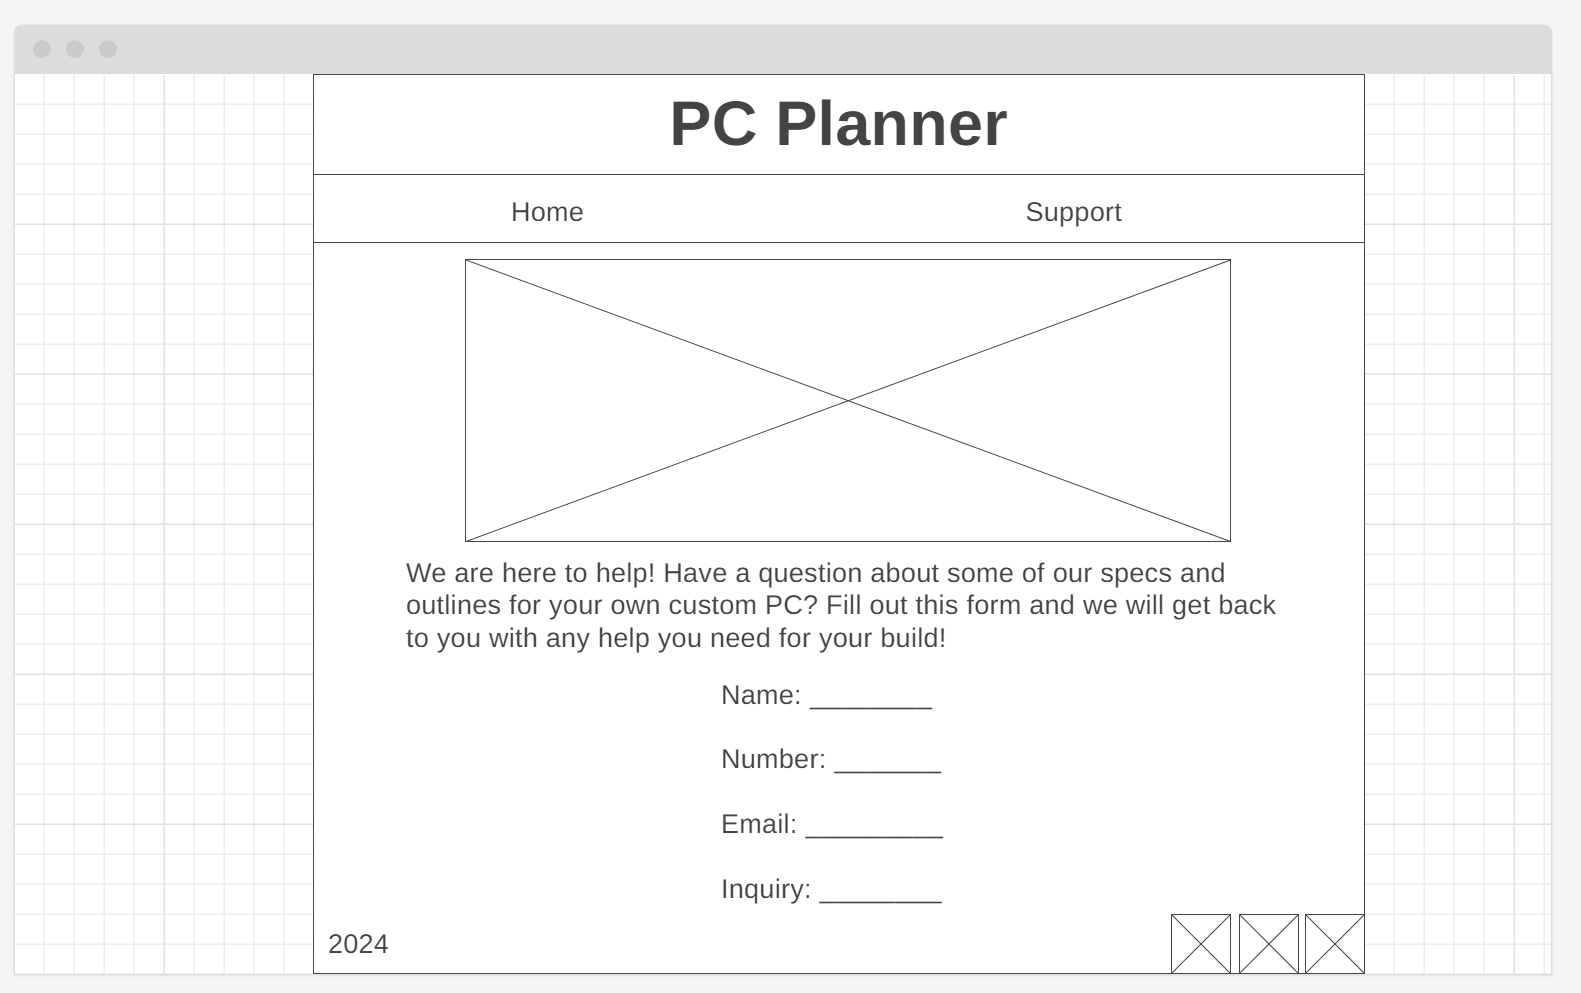 PC Planner
Home Support
We are here to help! Have a question about some of our specs and
outlines for your own custom PC? Fill out this form and we will get back
to you with any help you need for your build!
Name: ________
Number: _______
Email: _________
Inquiry: ________
2024